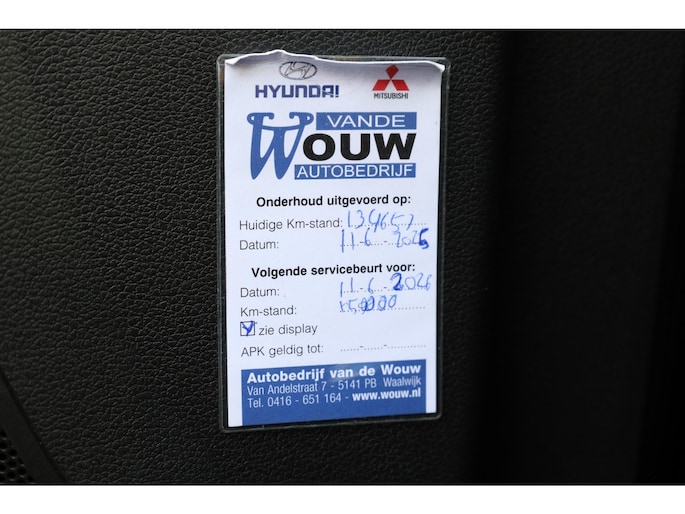 HYUNDAI
MITSUBISHI
VAN DE
WOUW
AUTOBEDRIJF
Onderhoud uitgevoerd op:
Huidige Km-stand: 134657
Datum: 11-6-2025
Volgende servicebeurt voor:
Datum: 11-6-2026
Km-stand:
zie display
APK geldig tot:
Autobedrijf van de Wouw
Van Andelstraat 7 - 5141 PB Waalwijk
Tel. 0416 - 651 164 - www.wouw.nl